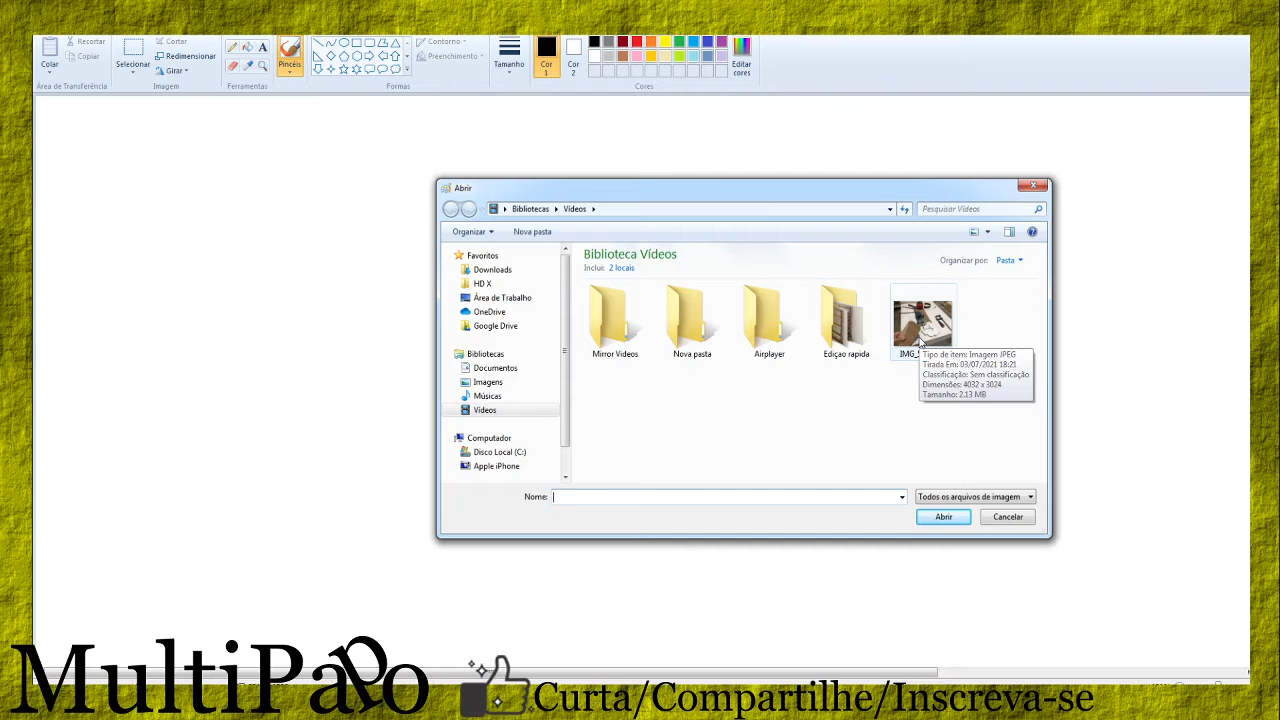 Recortar
Cortar
Contorno
Copiar
Redimensionar
Preenchimento
Colar
Selecionar
Girar
Pincéis
Tamanho
Cor 1
Cor 2
Editar cores
Área de Transferência
Imagem
Ferramentas
Formas
Cores
Abrir
Bibliotecas
Vídeos
Pesquisar Vídeos
Organizar
Nova pasta
Biblioteca Vídeos
Inclui: 2 locais
Organizar por: Pasta
Favoritos
Downloads
HD X
Área de Trabalho
OneDrive
Google Drive
Bibliotecas
Documentos
Imagens
Músicas
Vídeos
Computador
Disco Local (C:)
Apple iPhone
Mirror Videos
Nova pasta
Airplayer
Ediçao rapida
Tipo de item: Imagem JPEG
Tirada Em: 03/07/2021 18:21
Classificação: Sem classificação
Dimensões: 4032 x 3024
Tamanho: 2.13 MB
Nome:
Todos os arquivos de imagem
Abrir
Cancelar
Curta/Compartilhe/Inscreva-se